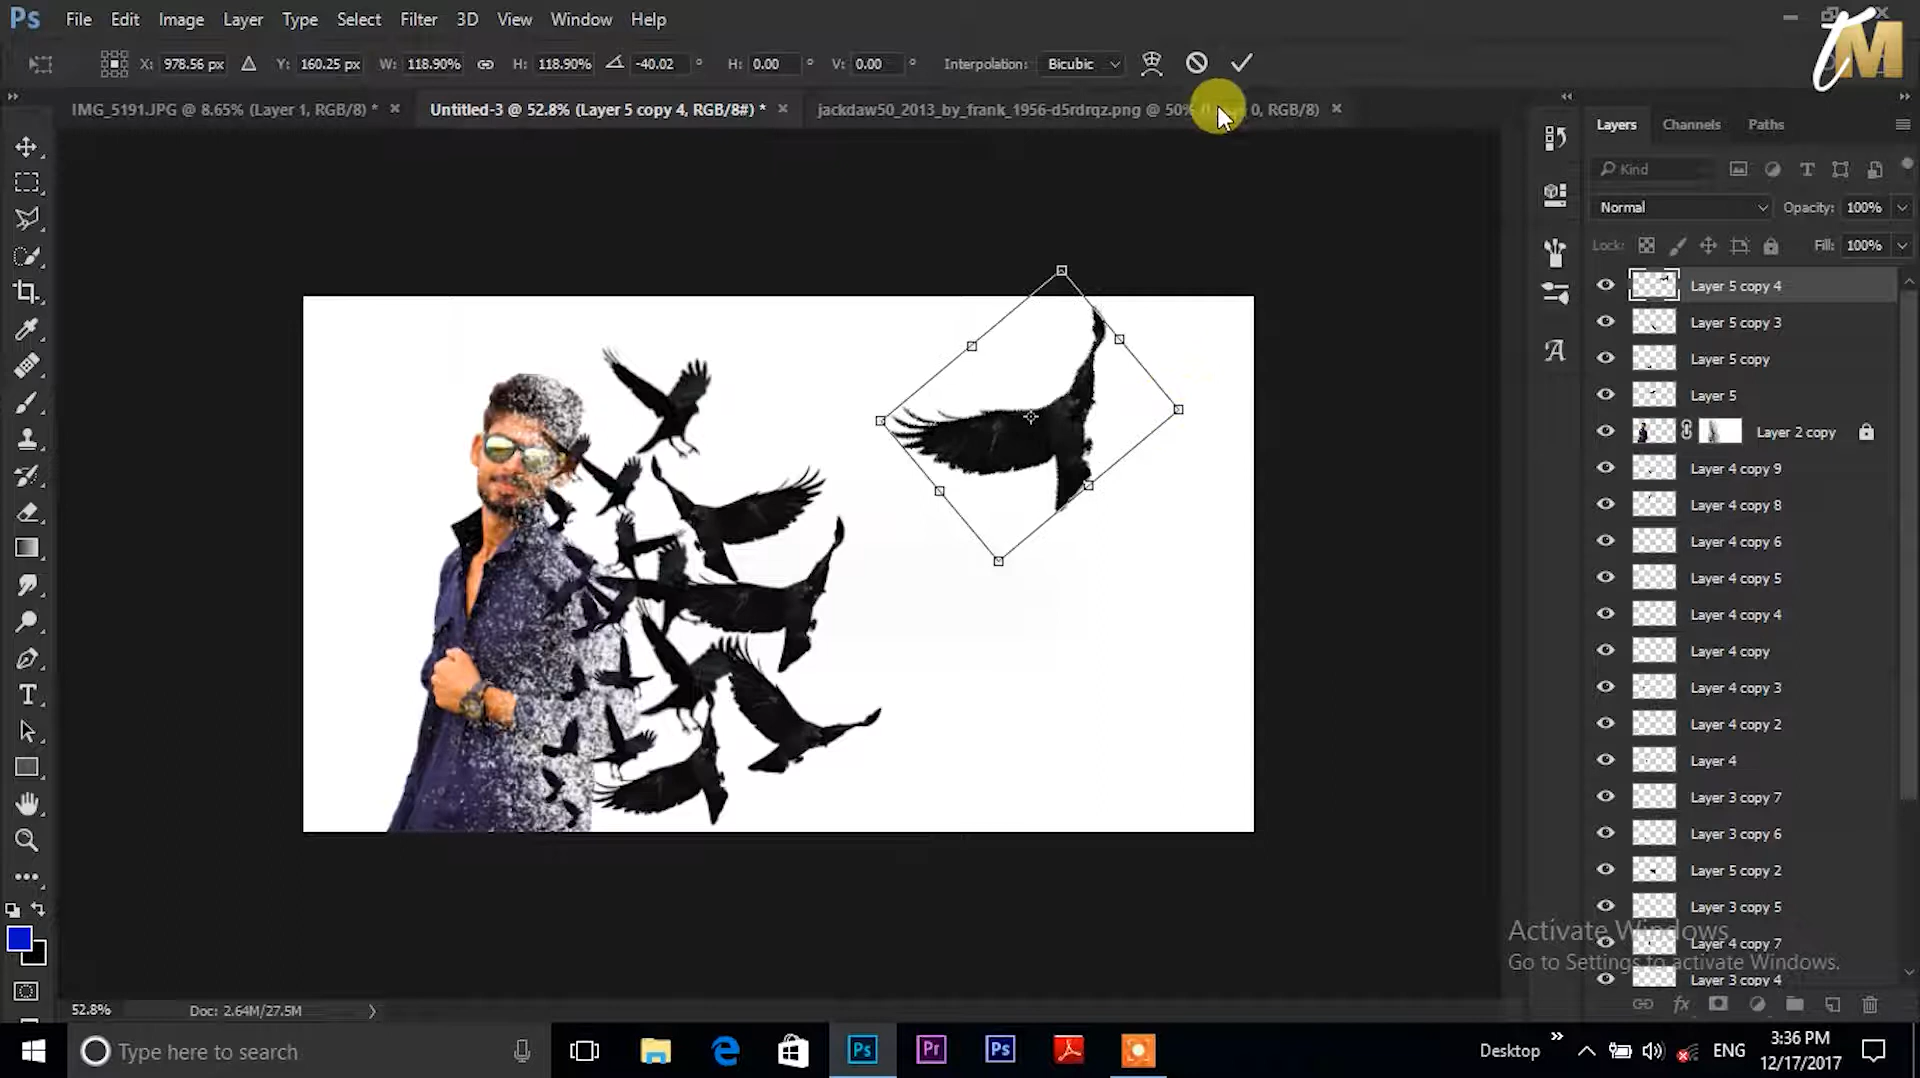 Ps File Edit Image Layer Type Select Filter 3D View Window Help
X: 978.56 px Y: 160.25 px W: 118.90% H: 118.90% -40.02 ° H: 0.00 ° V: 0.00 ° Interpolation: Bicubic
tM
IMG_5191.JPG @ 8.65% (Layer 1, RGB/8) * Untitled-3 @ 52.8% (Layer 5 copy 4, RGB/8#) * jackdaw50_2013_by_frank_1956-d5rdrqz.png @ 50% 0, RGB/8)
Layers Channels Paths
Kind
Normal Opacity: 100%
Lock: Fill: 100%
Layer 5 copy 4
Layer 5 copy 3
Layer 5 copy
Layer 5
Layer 2 copy
Layer 4 copy 9
Layer 4 copy 8
Layer 4 copy 6
Layer 4 copy 5
Layer 4 copy 4
Layer 4 copy
Layer 4 copy 3
Layer 4 copy 2
Layer 4
Layer 3 copy 7
Layer 3 copy 6
Layer 5 copy 2
Layer 3 copy 5
Layer 4 copy 7
Layer 3 copy 4
Activate Windows
Go to Settings to activate Windows.
52.8% Doc: 2.64M/27.5M
Type here to search
Ps Pr Ps
Desktop ENG 3:36 PM
12/17/2017